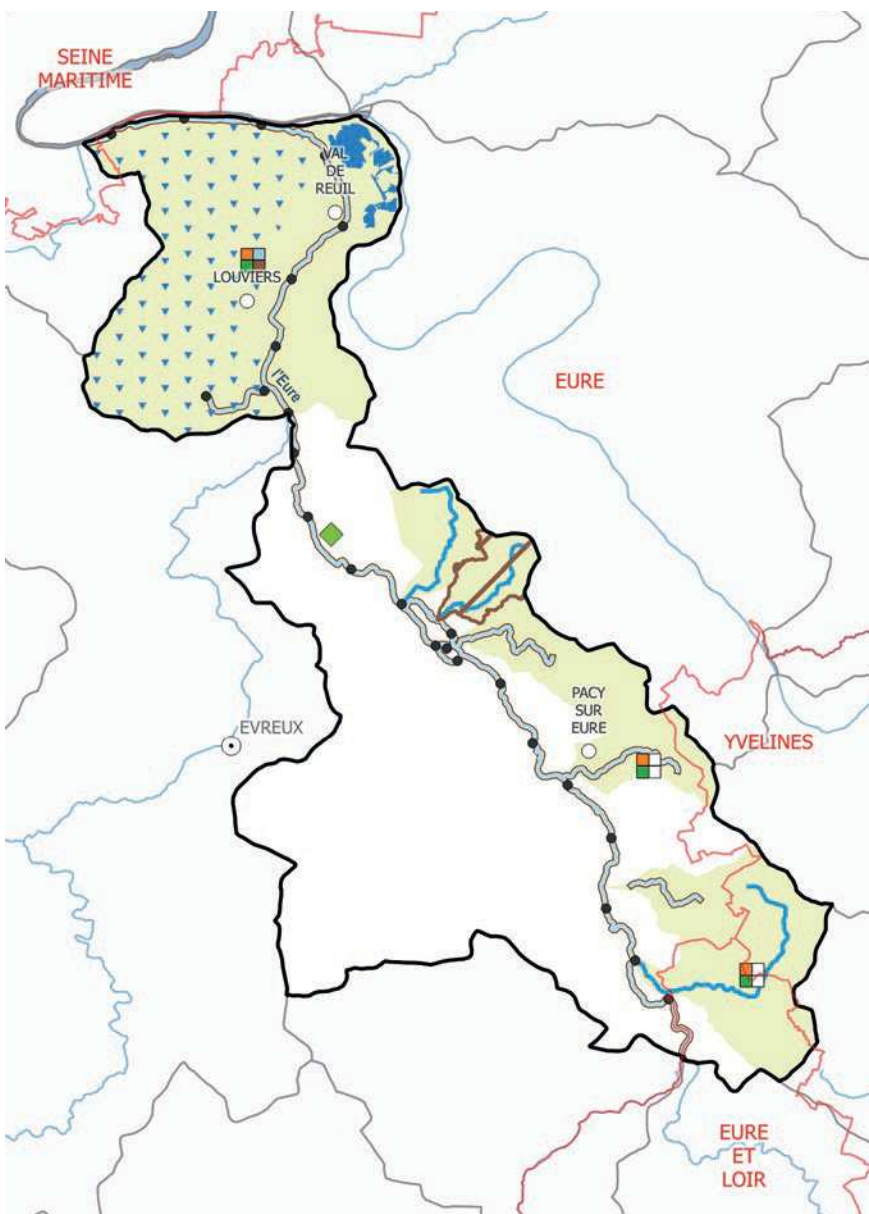 SEINE
MARITIME
VAL
DE
REUIL
LOUVIERS
l'Eure
EURE
PACY
SUR
EURE
EVREUX
YVELINES
EURE
ET
LOIR